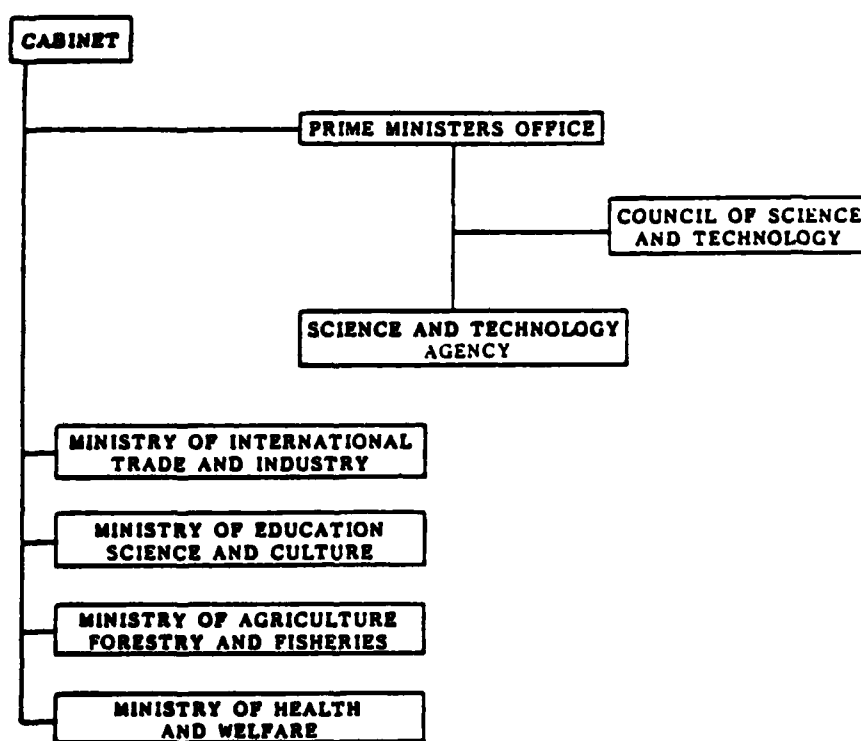 CABINET
PRIME MINISTERS OFFICE
COUNCIL OF SCIENCE
AND TECHNOLOGY
SCIENCE AND TECHNOLOGY
AGENCY
MINISTRY OF INTERNATIONAL
TRADE AND INDUSTRY
MINISTRY OF EDUCATION
SCIENCE AND CULTURE
MINISTRY OF AGRICULTURE
FORESTRY AND FISHERIES
MINISTRY OF HEALTH
AND WELFARE